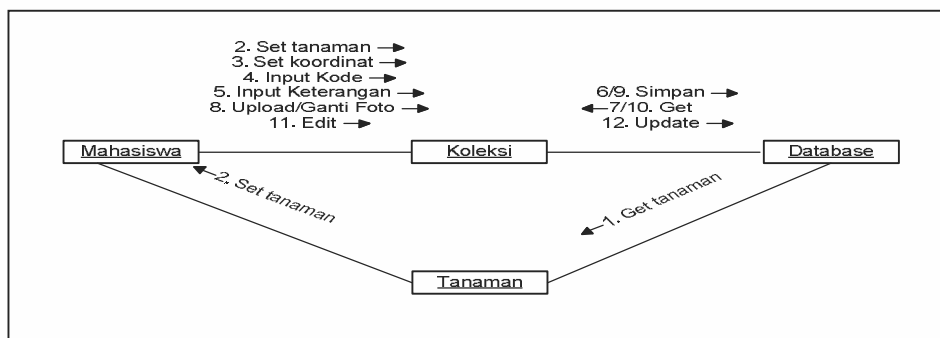 2. Set tanaman
3. Set koordinat
4. Input Kode
5. Input Keterangan
8. Upload/Ganti Foto
11. Edit
6/9. Simpan
7/10. Get
12. Update
Mahasiswa
Koleksi
Database
2. Set tanaman
1. Get tanaman
Tanaman